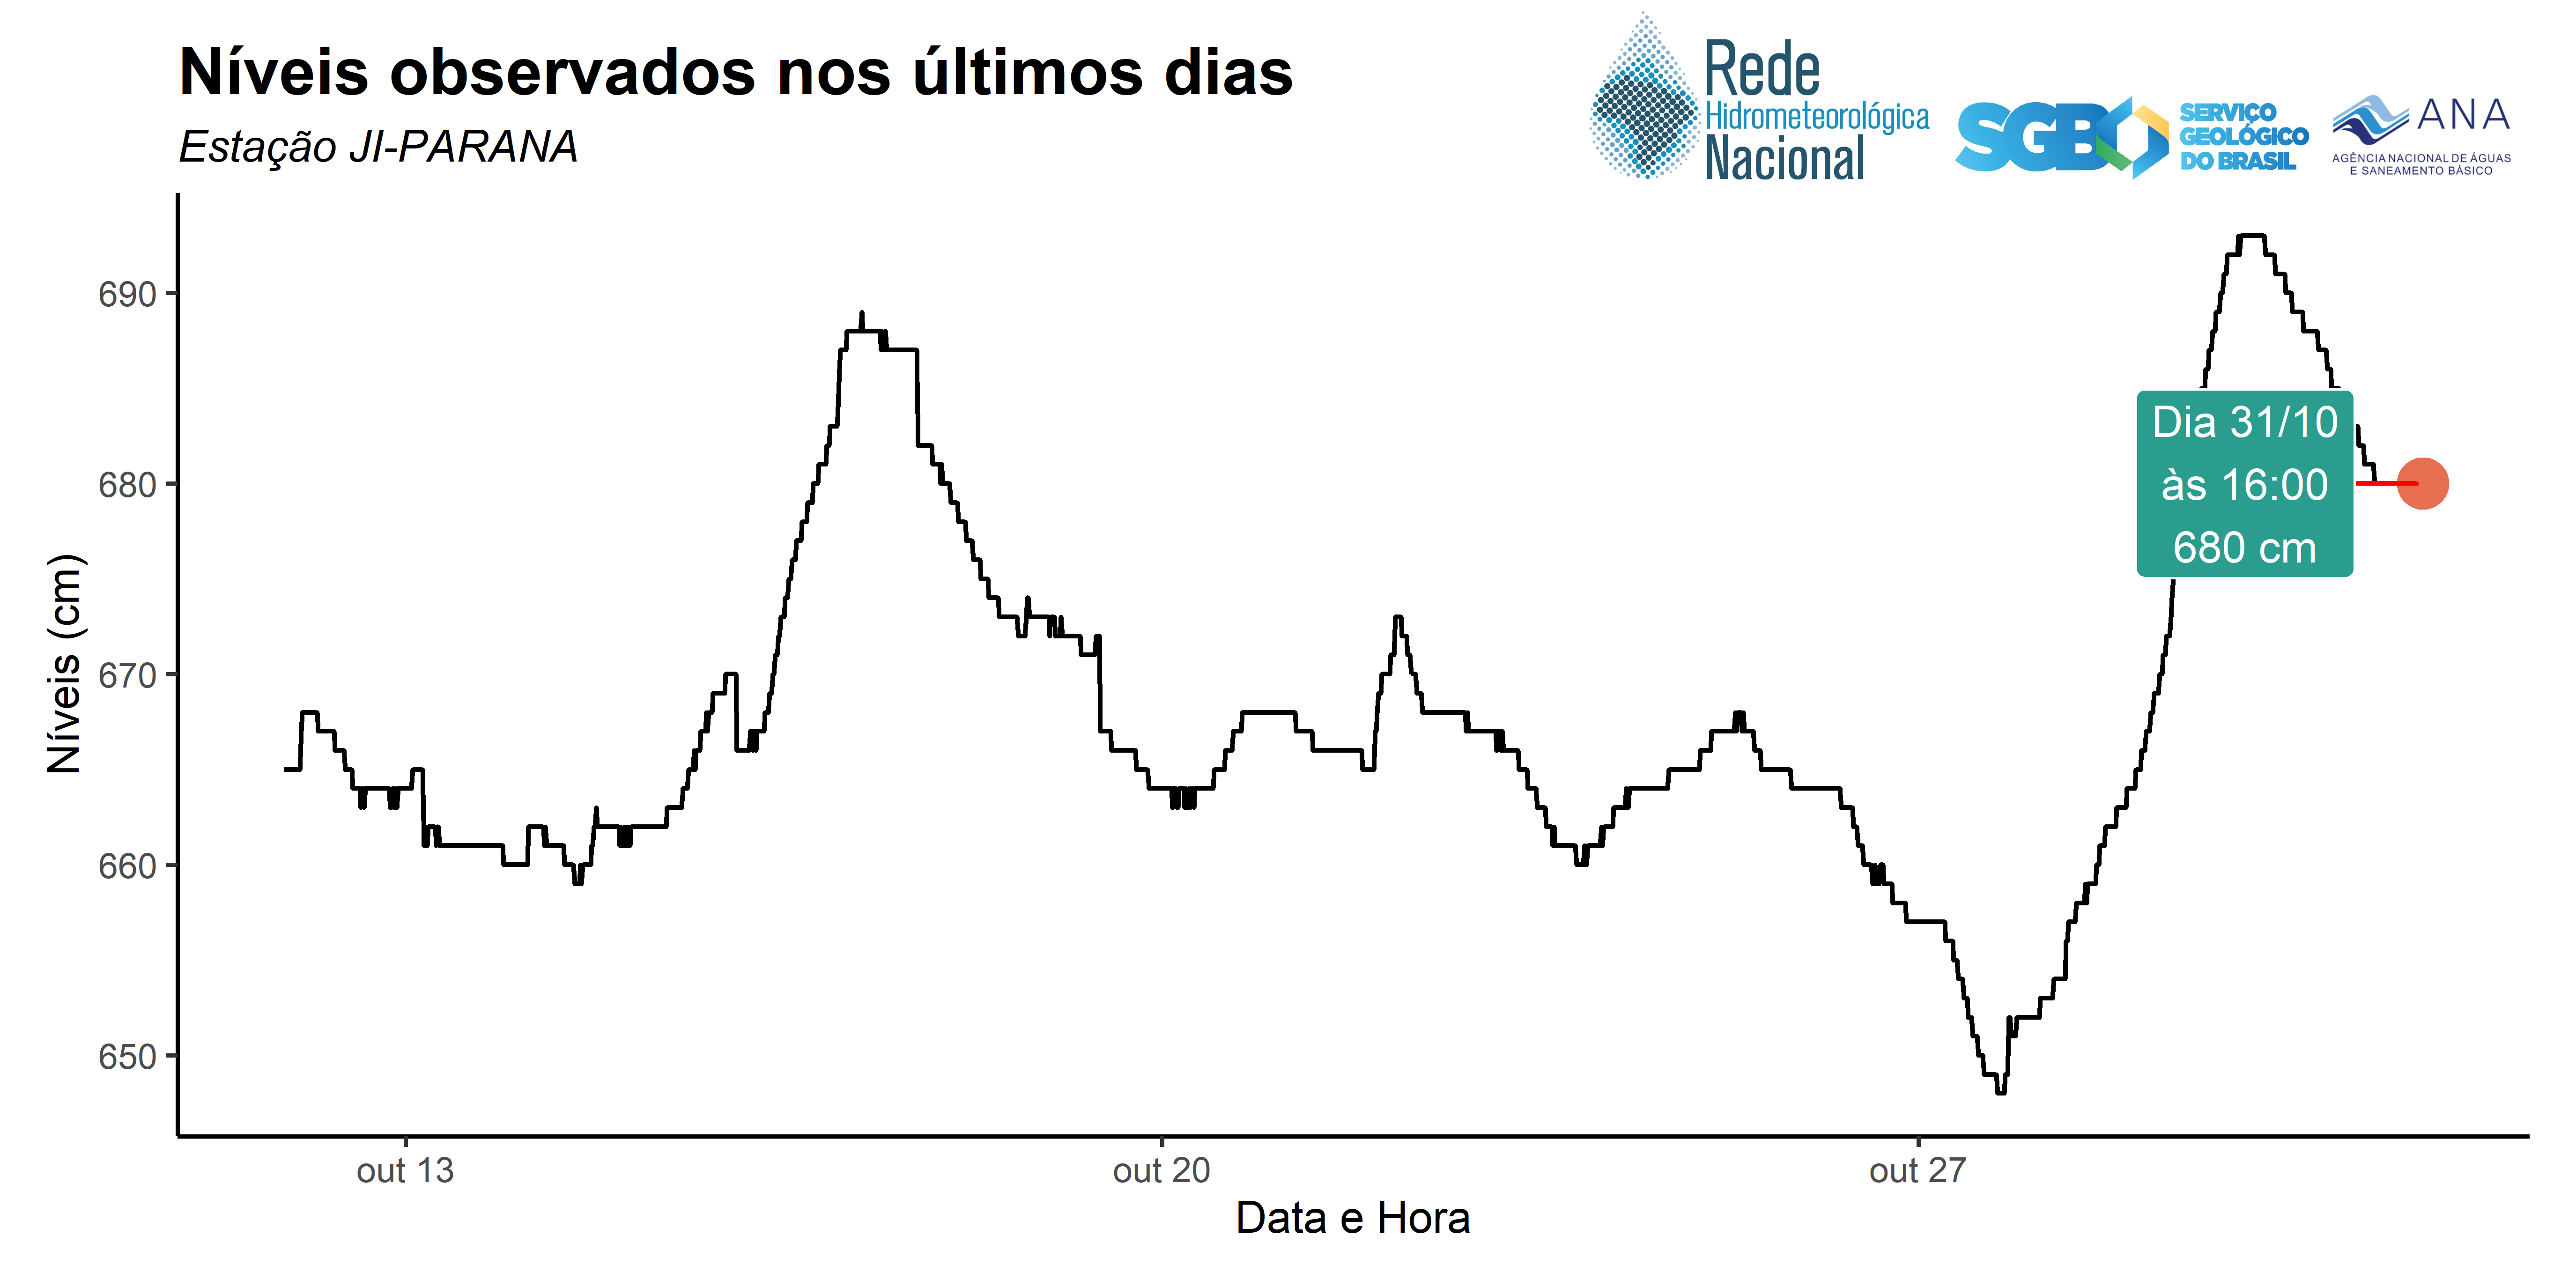 Níveis observados nos últimos dias
Estação JI-PARANA
Rede
Hidrometeorológica
Nacional
SGB
SERVIÇO
GEOLÓGICO
DO BRASIL
ANA
AGÊNCIA NACIONAL DE ÁGUAS
E SANEAMENTO BÁSICO
Níveis (cm)
690
680
670
660
650
Dia 31/10
às 16:00
680 cm
out 13
out 20
out 27
Data e Hora